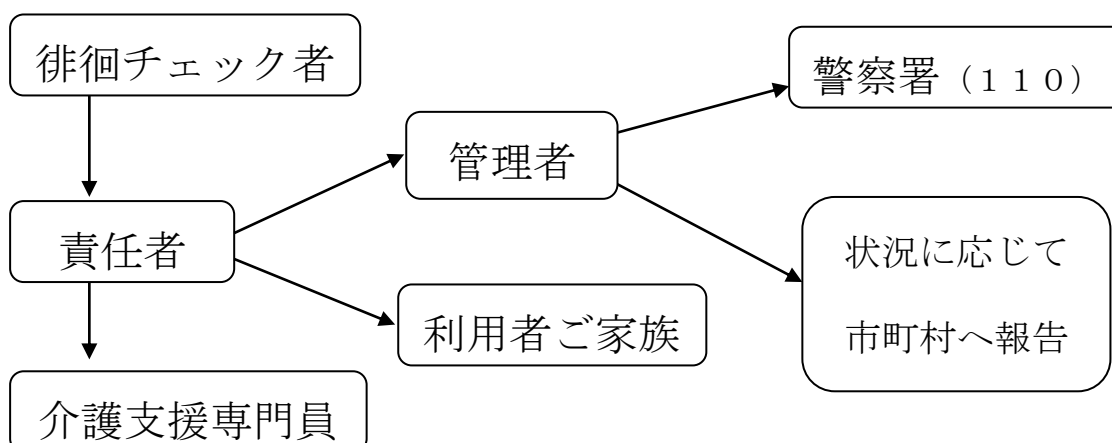 徘徊チェック者
警察署（１１０）
管理者
責任者
状況に応じて
市町村へ報告
利用者ご家族
介護支援専門員